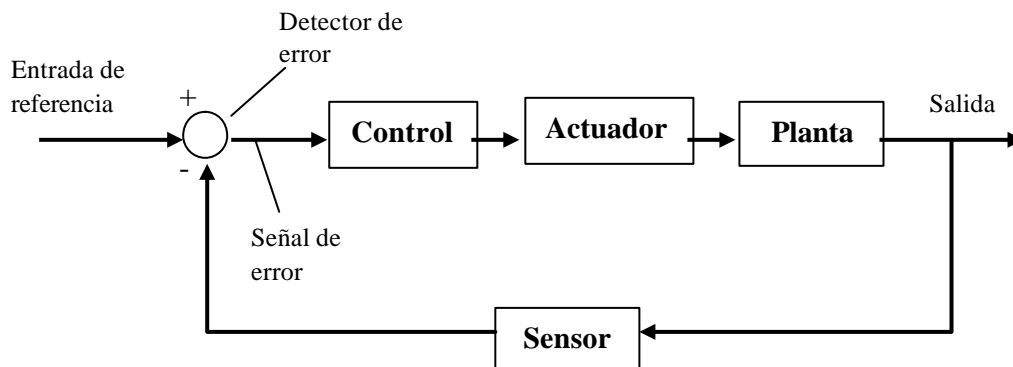 Detector de
error
Entrada de
referencia
+
Salida
Control
Actuador
Planta
-
Señal de
error
Sensor